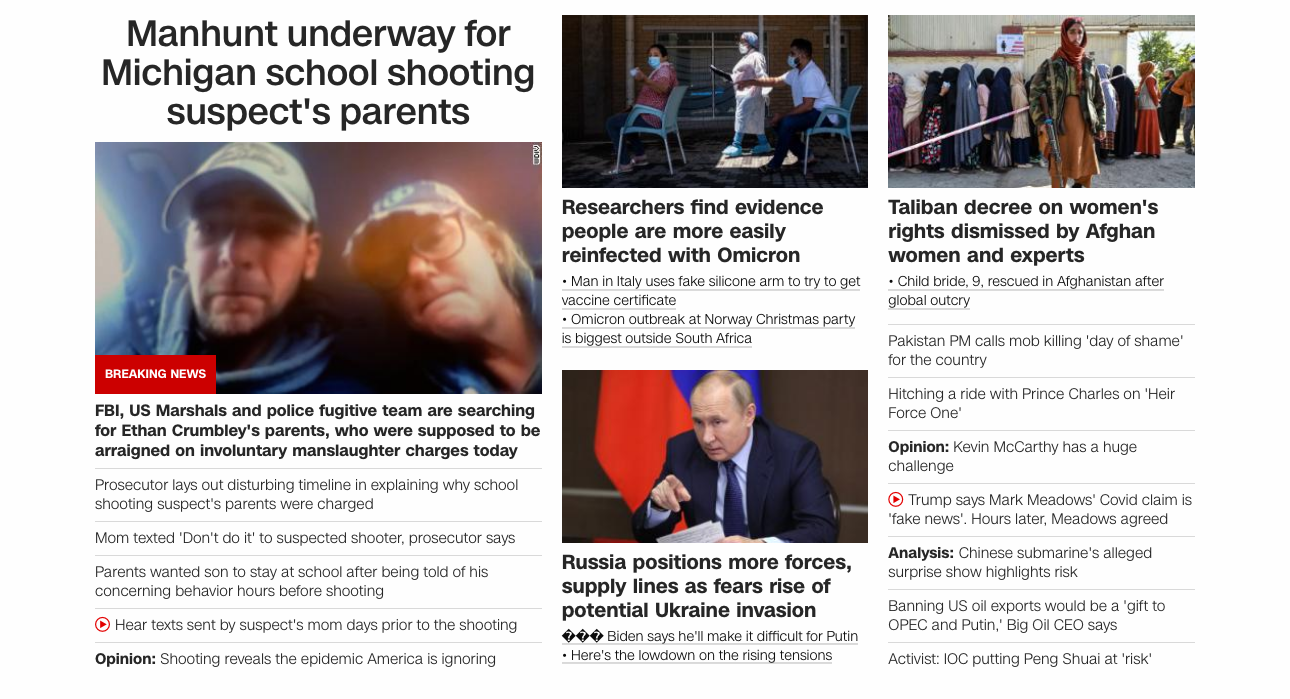 Manhunt underway for
Michigan school shooting
suspect's parents
BREAKING NEWS
FBI, US Marshals and police fugitive team are searching
for Ethan Crumbley's parents, who were supposed to be
arraigned on involuntary manslaughter charges today
Prosecutor lays out disturbing timeline in explaining why school
shooting suspect's parents were charged
Mom texted 'Don't do it' to suspected shooter, prosecutor says
Parents wanted son to stay at school after being told of his
concerning behavior hours before shooting
Hear texts sent by suspect's mom days prior to the shooting
Opinion: Shooting reveals the epidemic America is ignoring
Researchers find evidence
people are more easily
reinfected with Omicron
• Man in Italy uses fake silicone arm to try to get
vaccine certificate
• Omicron outbreak at Norway Christmas party
is biggest outside South Africa
Russia positions more forces,
supply lines as fears rise of
potential Ukraine invasion
��� Biden says he'll make it difficult for Putin
• Here's the lowdown on the rising tensions
Taliban decree on women's
rights dismissed by Afghan
women and experts
• Child bride, 9, rescued in Afghanistan after
global outcry
Pakistan PM calls mob killing 'day of shame'
for the country
Hitching a ride with Prince Charles on 'Heir
Force One'
Opinion: Kevin McCarthy has a huge
challenge
Trump says Mark Meadows' Covid claim is
'fake news'. Hours later, Meadows agreed
Analysis: Chinese submarine's alleged
surprise show highlights risk
Banning US oil exports would be a 'gift to
OPEC and Putin,' Big Oil CEO says
Activist: IOC putting Peng Shuai at 'risk'